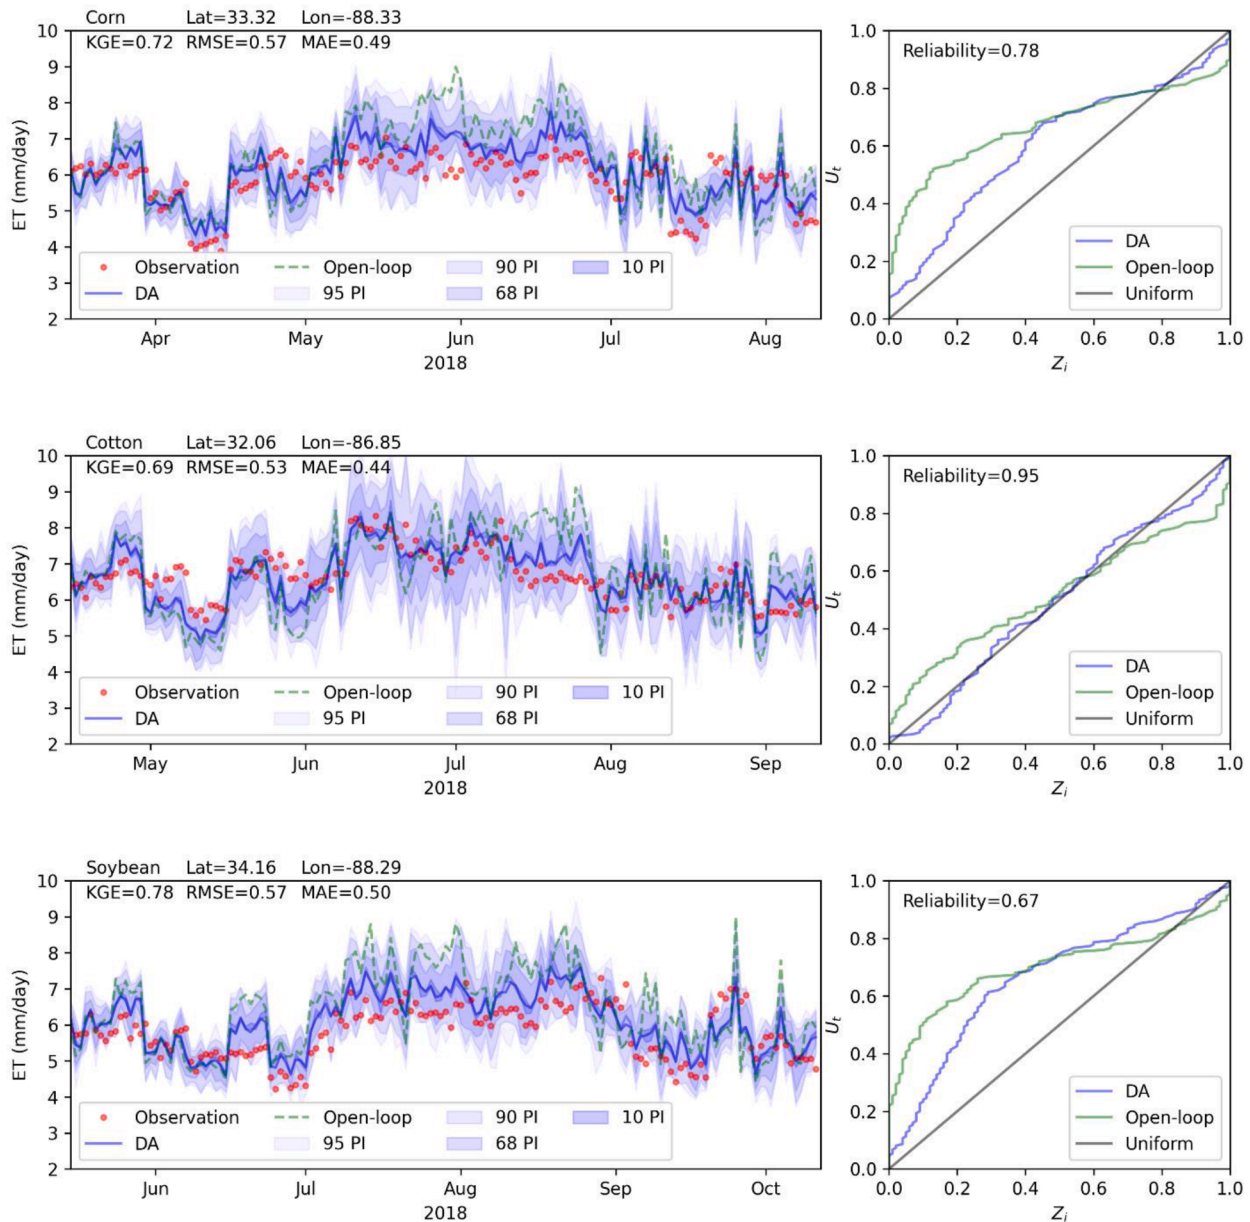 Corn Lat=33.32 Lon=-88.33
KGE=0.72 RMSE=0.57 MAE=0.49
10
9
8
7
6
5
4
3
2
ET (mm/day)
Observation Open-loop 90 PI 10 PI
DA 95 PI 68 PI
Apr May Jun Jul Aug
2018
Reliability=0.78
1.0
0.8
0.6
0.4
0.2
0.0
U_t
DA
Open-loop
Uniform
0.0 0.2 0.4 0.6 0.8 1.0
Z_i
Cotton Lat=32.06 Lon=-86.85
KGE=0.69 RMSE=0.53 MAE=0.44
10
9
8
7
6
5
4
3
2
ET (mm/day)
Observation Open-loop 90 PI 10 PI
DA 95 PI 68 PI
May Jun Jul Aug Sep
2018
Reliability=0.95
1.0
0.8
0.6
0.4
0.2
0.0
U_t
DA
Open-loop
Uniform
0.0 0.2 0.4 0.6 0.8 1.0
Z_i
Soybean Lat=34.16 Lon=-88.29
KGE=0.78 RMSE=0.57 MAE=0.50
10
9
8
7
6
5
4
3
2
ET (mm/day)
Observation Open-loop 90 PI 10 PI
DA 95 PI 68 PI
Jun Jul Aug Sep Oct
2018
Reliability=0.67
1.0
0.8
0.6
0.4
0.2
0.0
U_t
DA
Open-loop
Uniform
0.0 0.2 0.4 0.6 0.8 1.0
Z_i